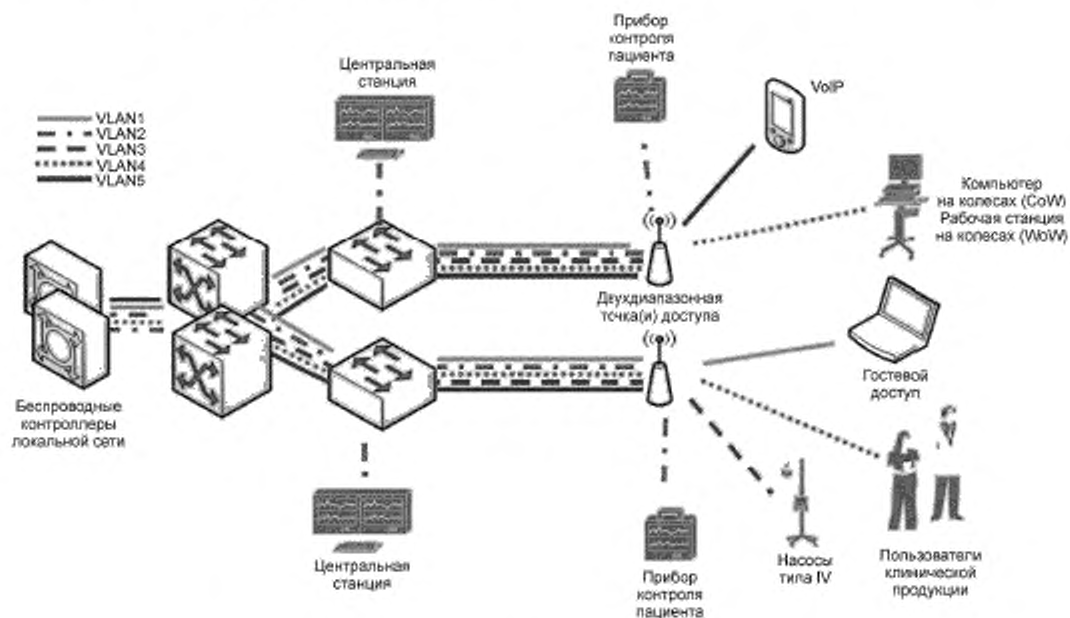 Прибор
контроля
пациента
Центральная
станция
VoIP
VLAN1
VLAN2
VLAN3
VLAN4
VLAN5
Компьютер
на колесах (CoW)
Рабочая станция
на колесах (WoW)
Двухдиапазонная
точка(и) доступа
Гостевой
доступ
Беспроводные
контроллеры
локальной сети
Центральная
станция
Прибор
контроля
пациента
Насосы
типа IV
Пользователи
клинической
продукции